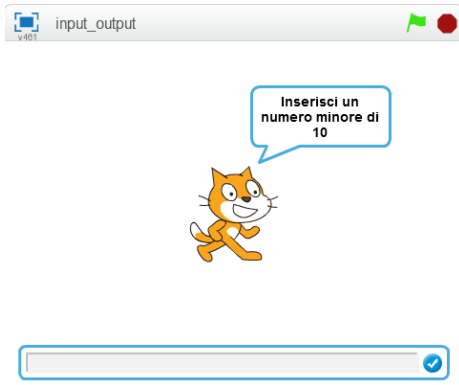 input_output
v461
Inserisci un
numero minore di
10